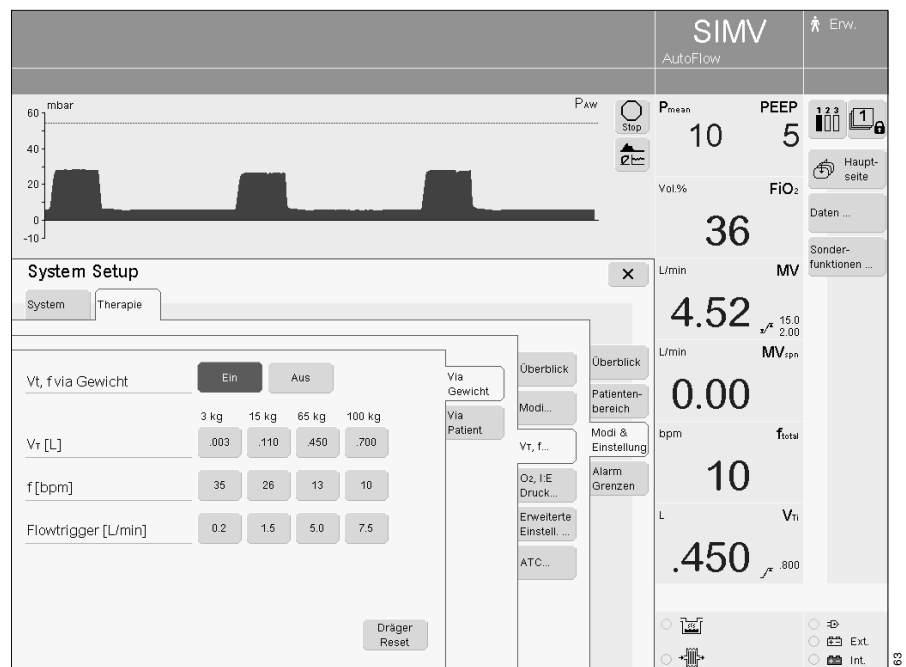 SIMV
AutoFlow
Erw.
mbar
PAW
60
40
20
0
-10
Stop
Pmean
PEEP
10
5
1 2 3
1
Haupt-
seite
Vol.%
FiO2
36
Daten ...
Sonder-
funktionen ...
System Setup
×
System
Therapie
L/min
MV
4.52
15.0
2.00
L/min
MVspn
0.00
bpm
ftotal
10
L
VTi
.450
.800
Vt, f via Gewicht
Ein
Aus
3 kg
15 kg
65 kg
100 kg
VT [L]
.003
.110
.450
.700
f [bpm]
35
26
13
10
Flowtrigger [L/min]
0.2
1.5
5.0
7.5
Dräger
Reset
Via
Gewicht
Via
Patient
Überblick
Modi...
VT, f...
O2, I:E
Druck...
Erweiterte
Einstell. ...
ATC...
Überblick
Patienten-
bereich
Modi &
Einstellung
Alarm
Grenzen
Ext.
Int.
63